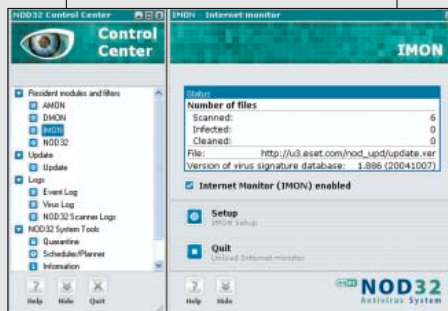 NOD32 Control Center
Control
Center
Resident modules and filters
AMON
DMON
IMON
NOD32
Update
Update
Logs
Event Log
Virus Log
NOD32 Scanner Logs
NOD32 System Tools
Quarantine
Scheduler/Planner
Information
Help Hide Quit
IMON - Internet monitor
IMON
Status
Number of files
Scanned: 6
Infected: 0
Cleaned: 0
File: http://u3.eset.com/nod_upd/update.ver
Version of virus signature database: 1.886 (20041007)
Internet Monitor (IMON) enabled
Setup
IMON Setup
Quit
Unload Internet monitor
Help Hide
eset NOD32
Antivirus System